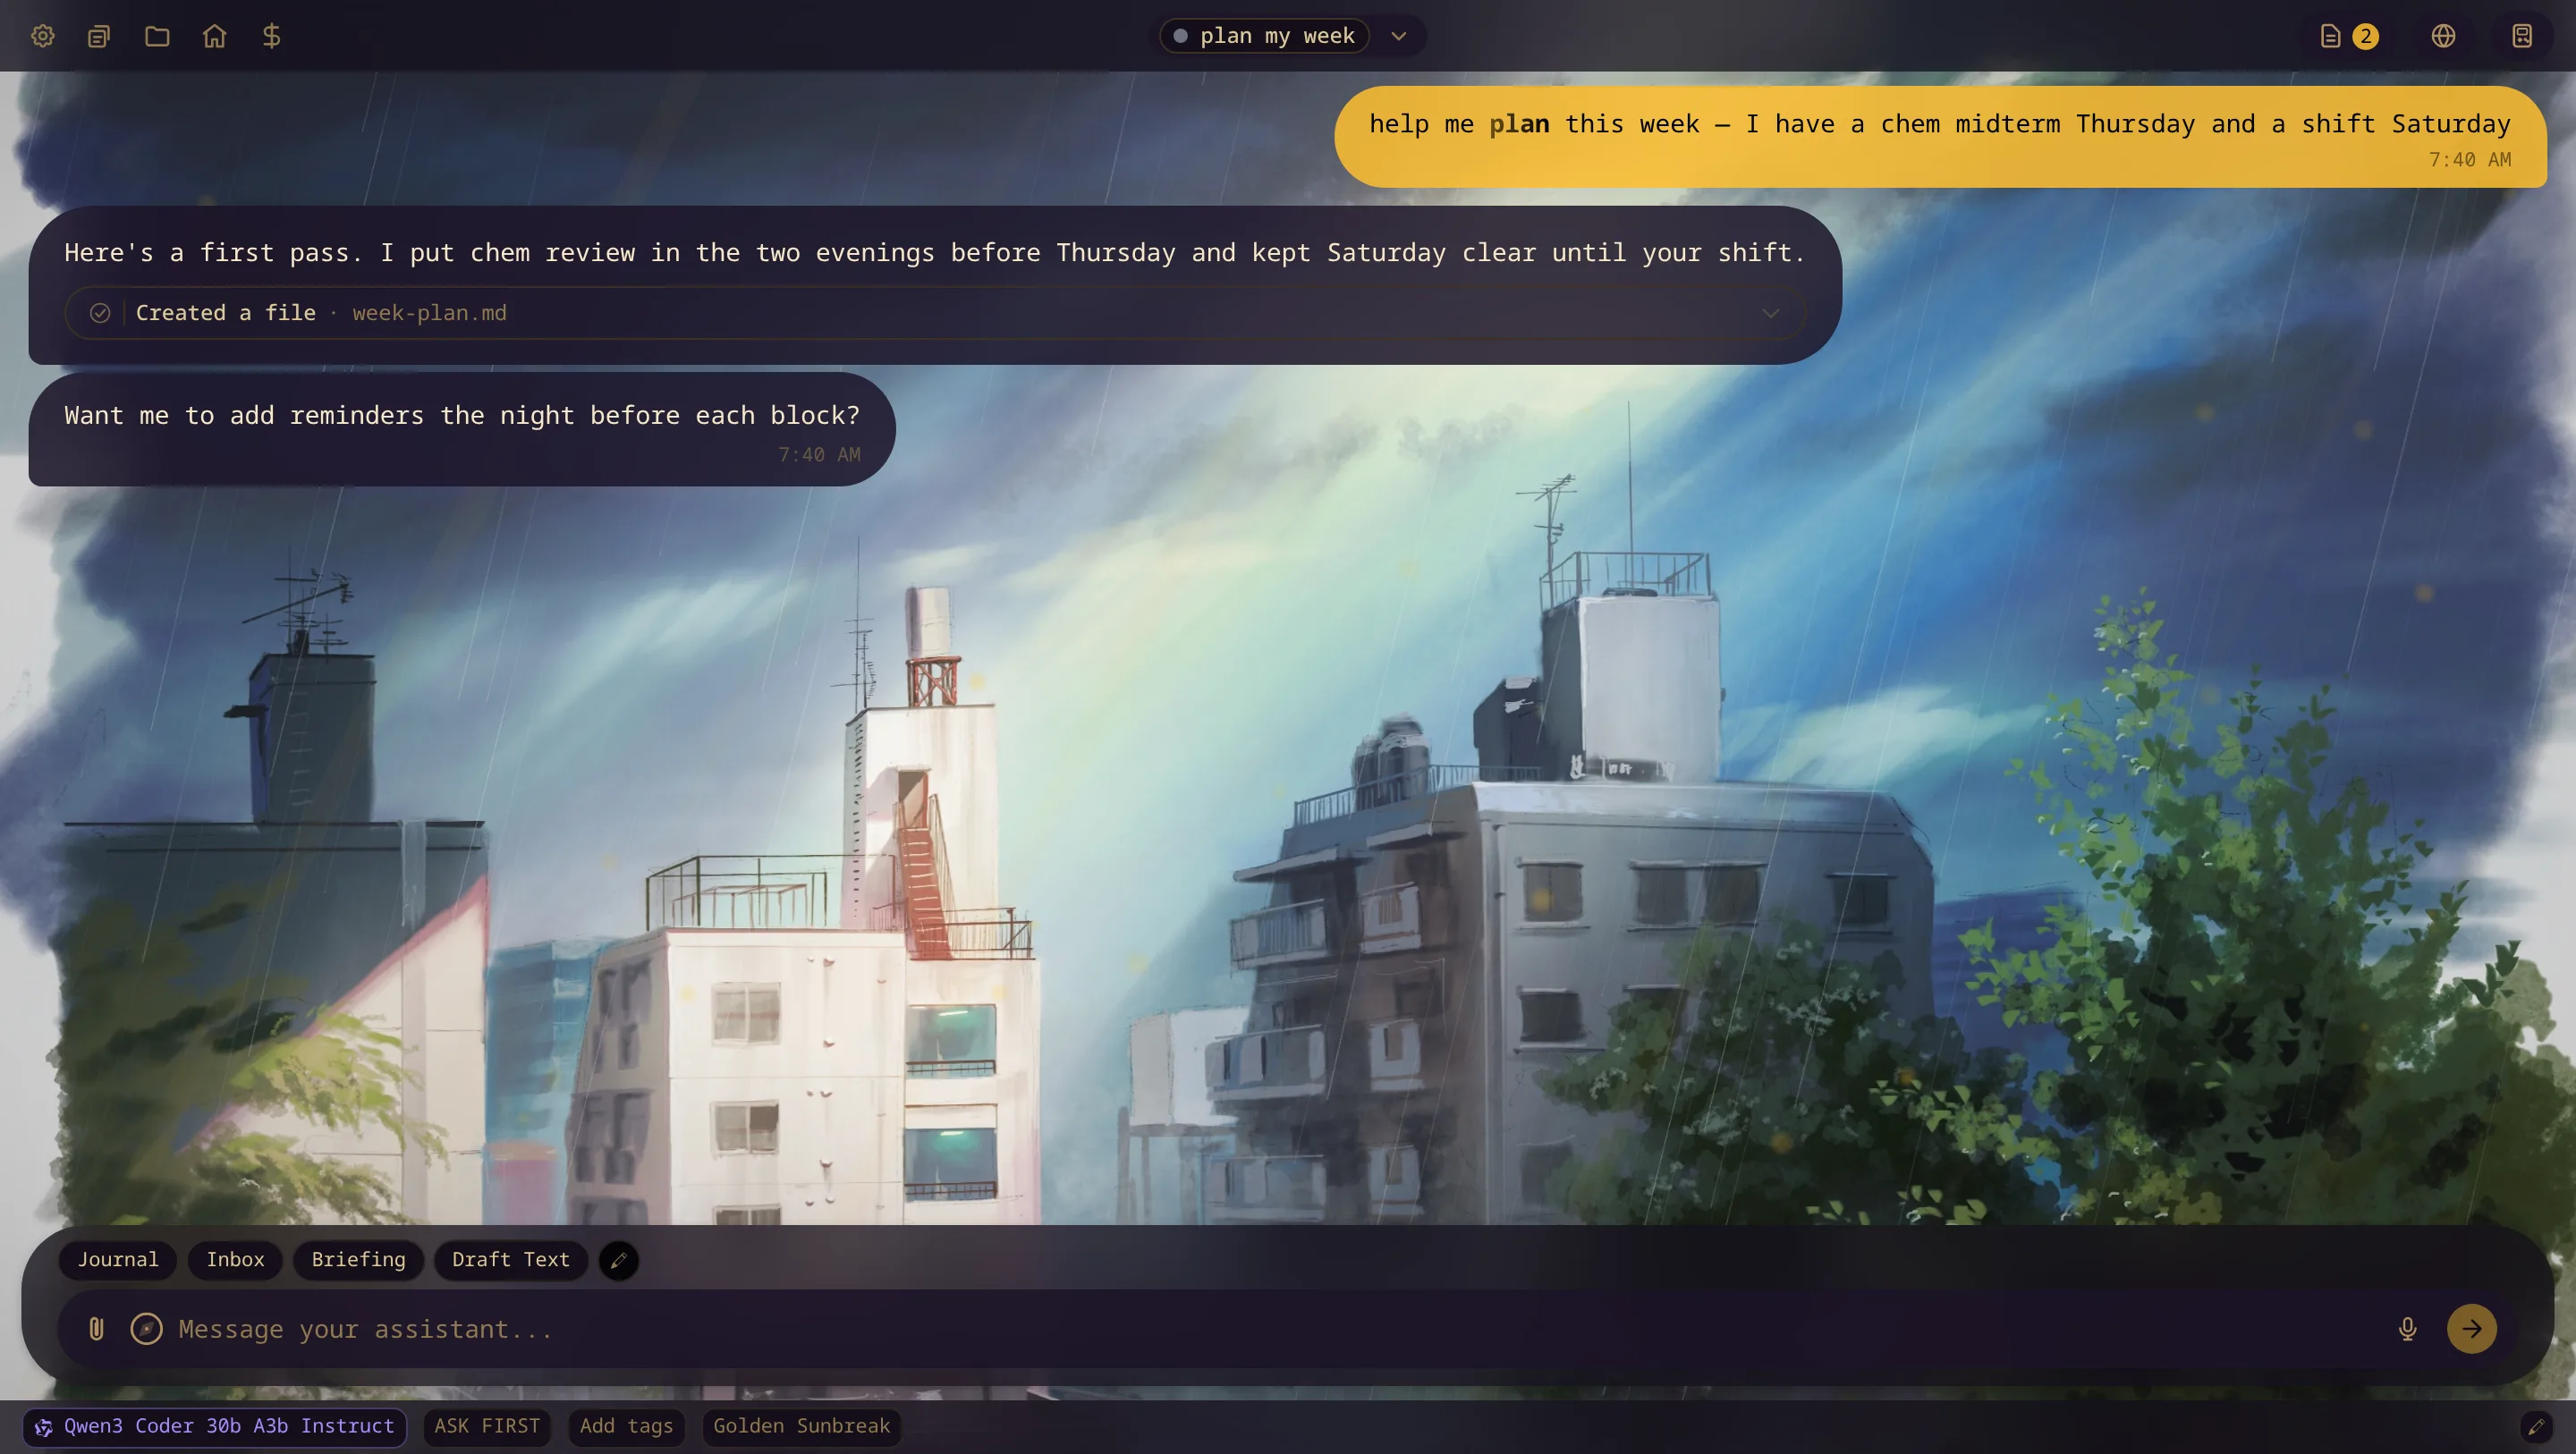 plan my week
2
help me plan this week — I have a chem midterm Thursday and a shift Saturday
7:40 AM
Here's a first pass. I put chem review in the two evenings before Thursday and kept Saturday clear until your shift.
Created a file · week-plan.md
Want me to add reminders the night before each block?
7:40 AM
Journal Inbox Briefing Draft Text
Message your assistant...
Qwen3 Coder 30b A3b Instruct ASK FIRST Add tags Golden Sunbreak